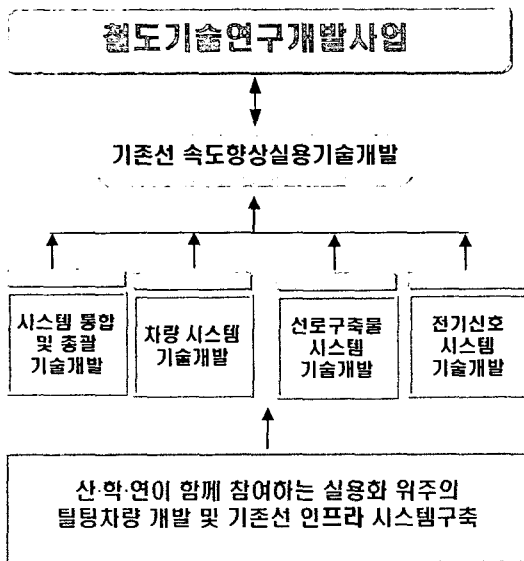 철도기술연구개발사업
기존선 속도향상실용기술개발
시스템 통합
및 총괄
기술개발
차량 시스템
기술개발
선로구축물
시스템
기술개발
전기신호
시스템
기술개발
산·학·연이 함께 참여하는 실용화 위주의
틸팅차량 개발 및 기존선 인프라 시스템구축